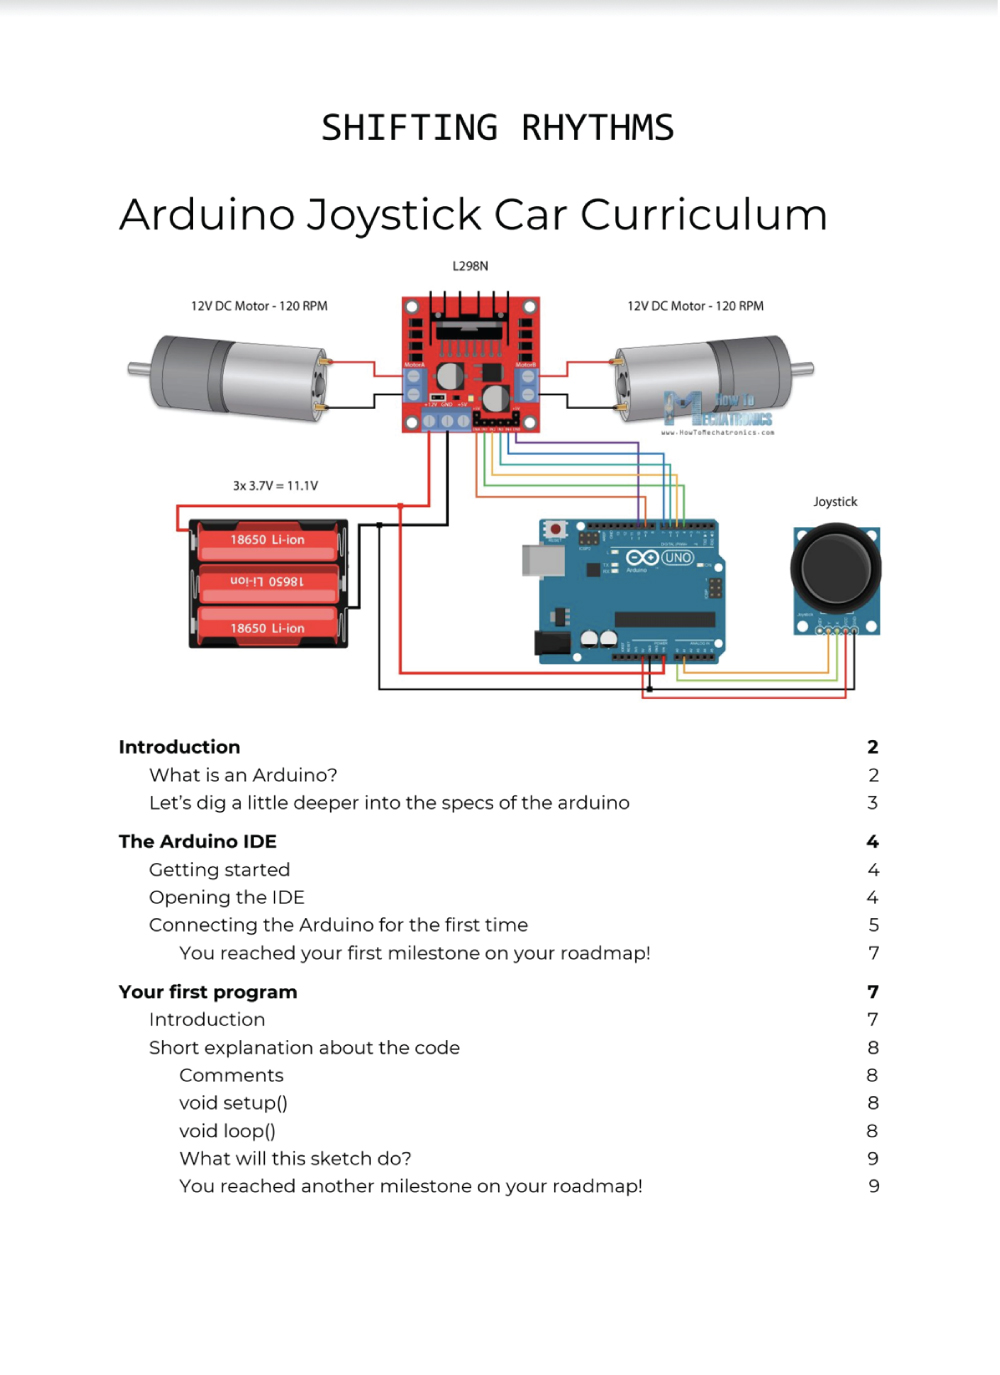 SHIFTING RHYTHMS
Arduino Joystick Car Curriculum
L298N
12V DC Motor - 120 RPM
12V DC Motor - 120 RPM
MotorA
MotorB
+12V GND +5V
HOW TO
MECHATRONICS
www.HowToMechatronics.com
3x 3.7V = 11.1V
Joystick
18650 Li-ion
18650 Li-ion
18650 Li-ion
UNO
Arduino
Introduction 2
What is an Arduino? 2
Let's dig a little deeper into the specs of the arduino 3
The Arduino IDE 4
Getting started 4
Opening the IDE 4
Connecting the Arduino for the first time 5
You reached your first milestone on your roadmap! 7
Your first program 7
Introduction 7
Short explanation about the code 8
Comments 8
void setup() 8
void loop() 8
What will this sketch do? 9
You reached another milestone on your roadmap! 9